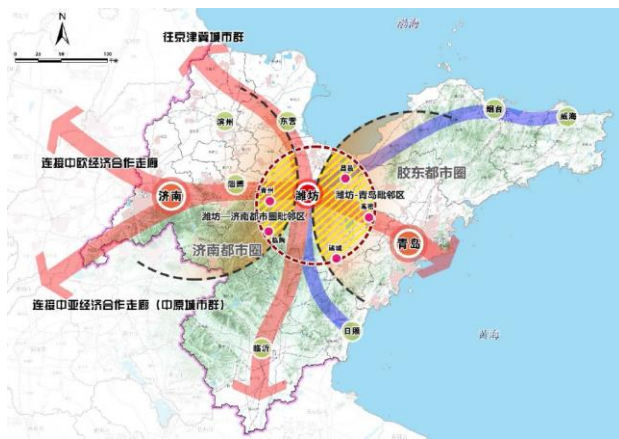 N
渤海
往京津冀城市群
滨州
东营
烟台
威海
连接中欧经济合作走廊
胶东都市圈
昌邑
淄博
青州
济南
潍坊
潍坊-青岛毗邻区
高密
潍坊—济南都市圈毗邻区
临朐
济南都市圈
诸城
青岛
连接中亚经济合作走廊（中原城市群）
日照
黄海
临沂